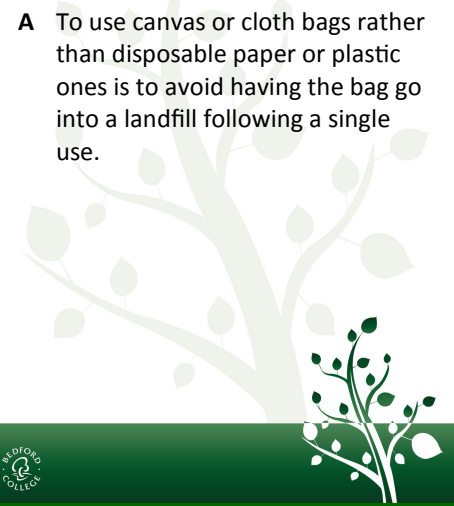 A To use canvas or cloth bags rather
than disposable paper or plastic
ones is to avoid having the bag go
into a landfill following a single
use.
BEDFORD
COLLEGE